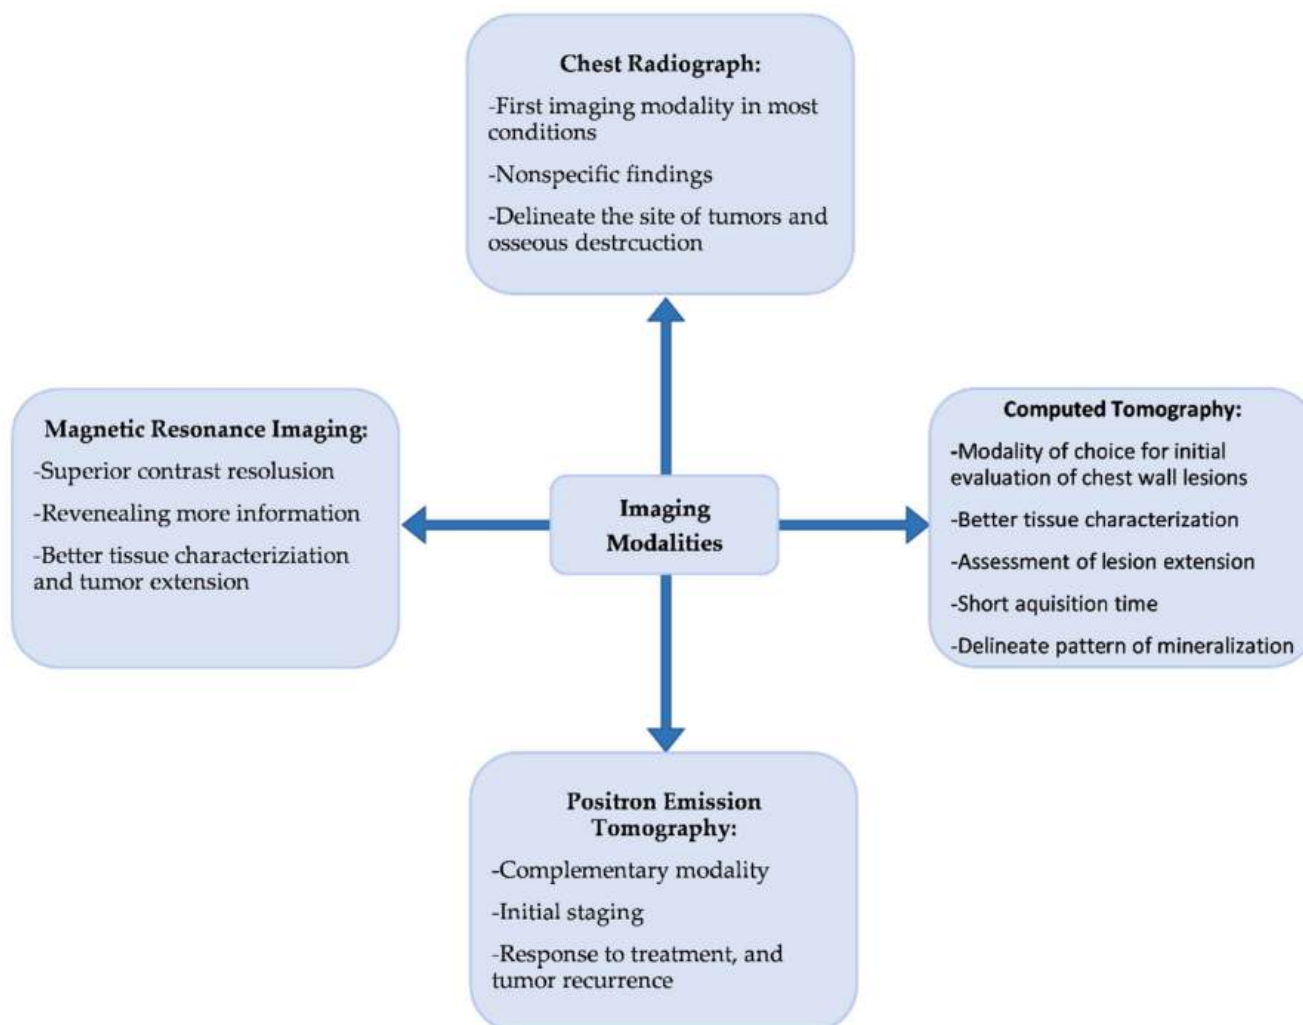 Chest Radiograph:
-First imaging modality in most
conditions
-Nonspecific findings
-Delineate the site of tumors and
osseous destrcuction
Magnetic Resonance Imaging:
-Superior contrast resolusion
-Revenealing more information
-Better tissue characteriziation
and tumor extension
Imaging
Modalities
Computed Tomography:
-Modality of choice for initial
evaluation of chest wall lesions
-Better tissue characterization
-Assessment of lesion extension
-Short aquisition time
-Delineate pattern of mineralization
Positron Emission
Tomography:
-Complementary modality
-Initial staging
-Response to treatment, and
tumor recurrence